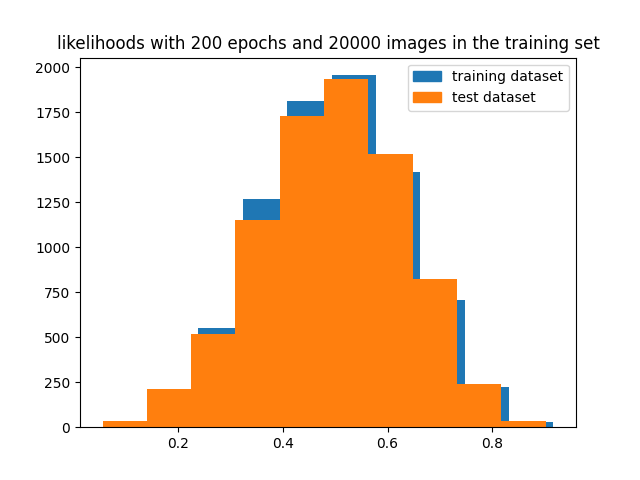 likelihoods with 200 epochs and 20000 images in the training set
training dataset
test dataset
2000
1750
1500
1250
1000
750
500
250
0
0.2 0.4 0.6 0.8